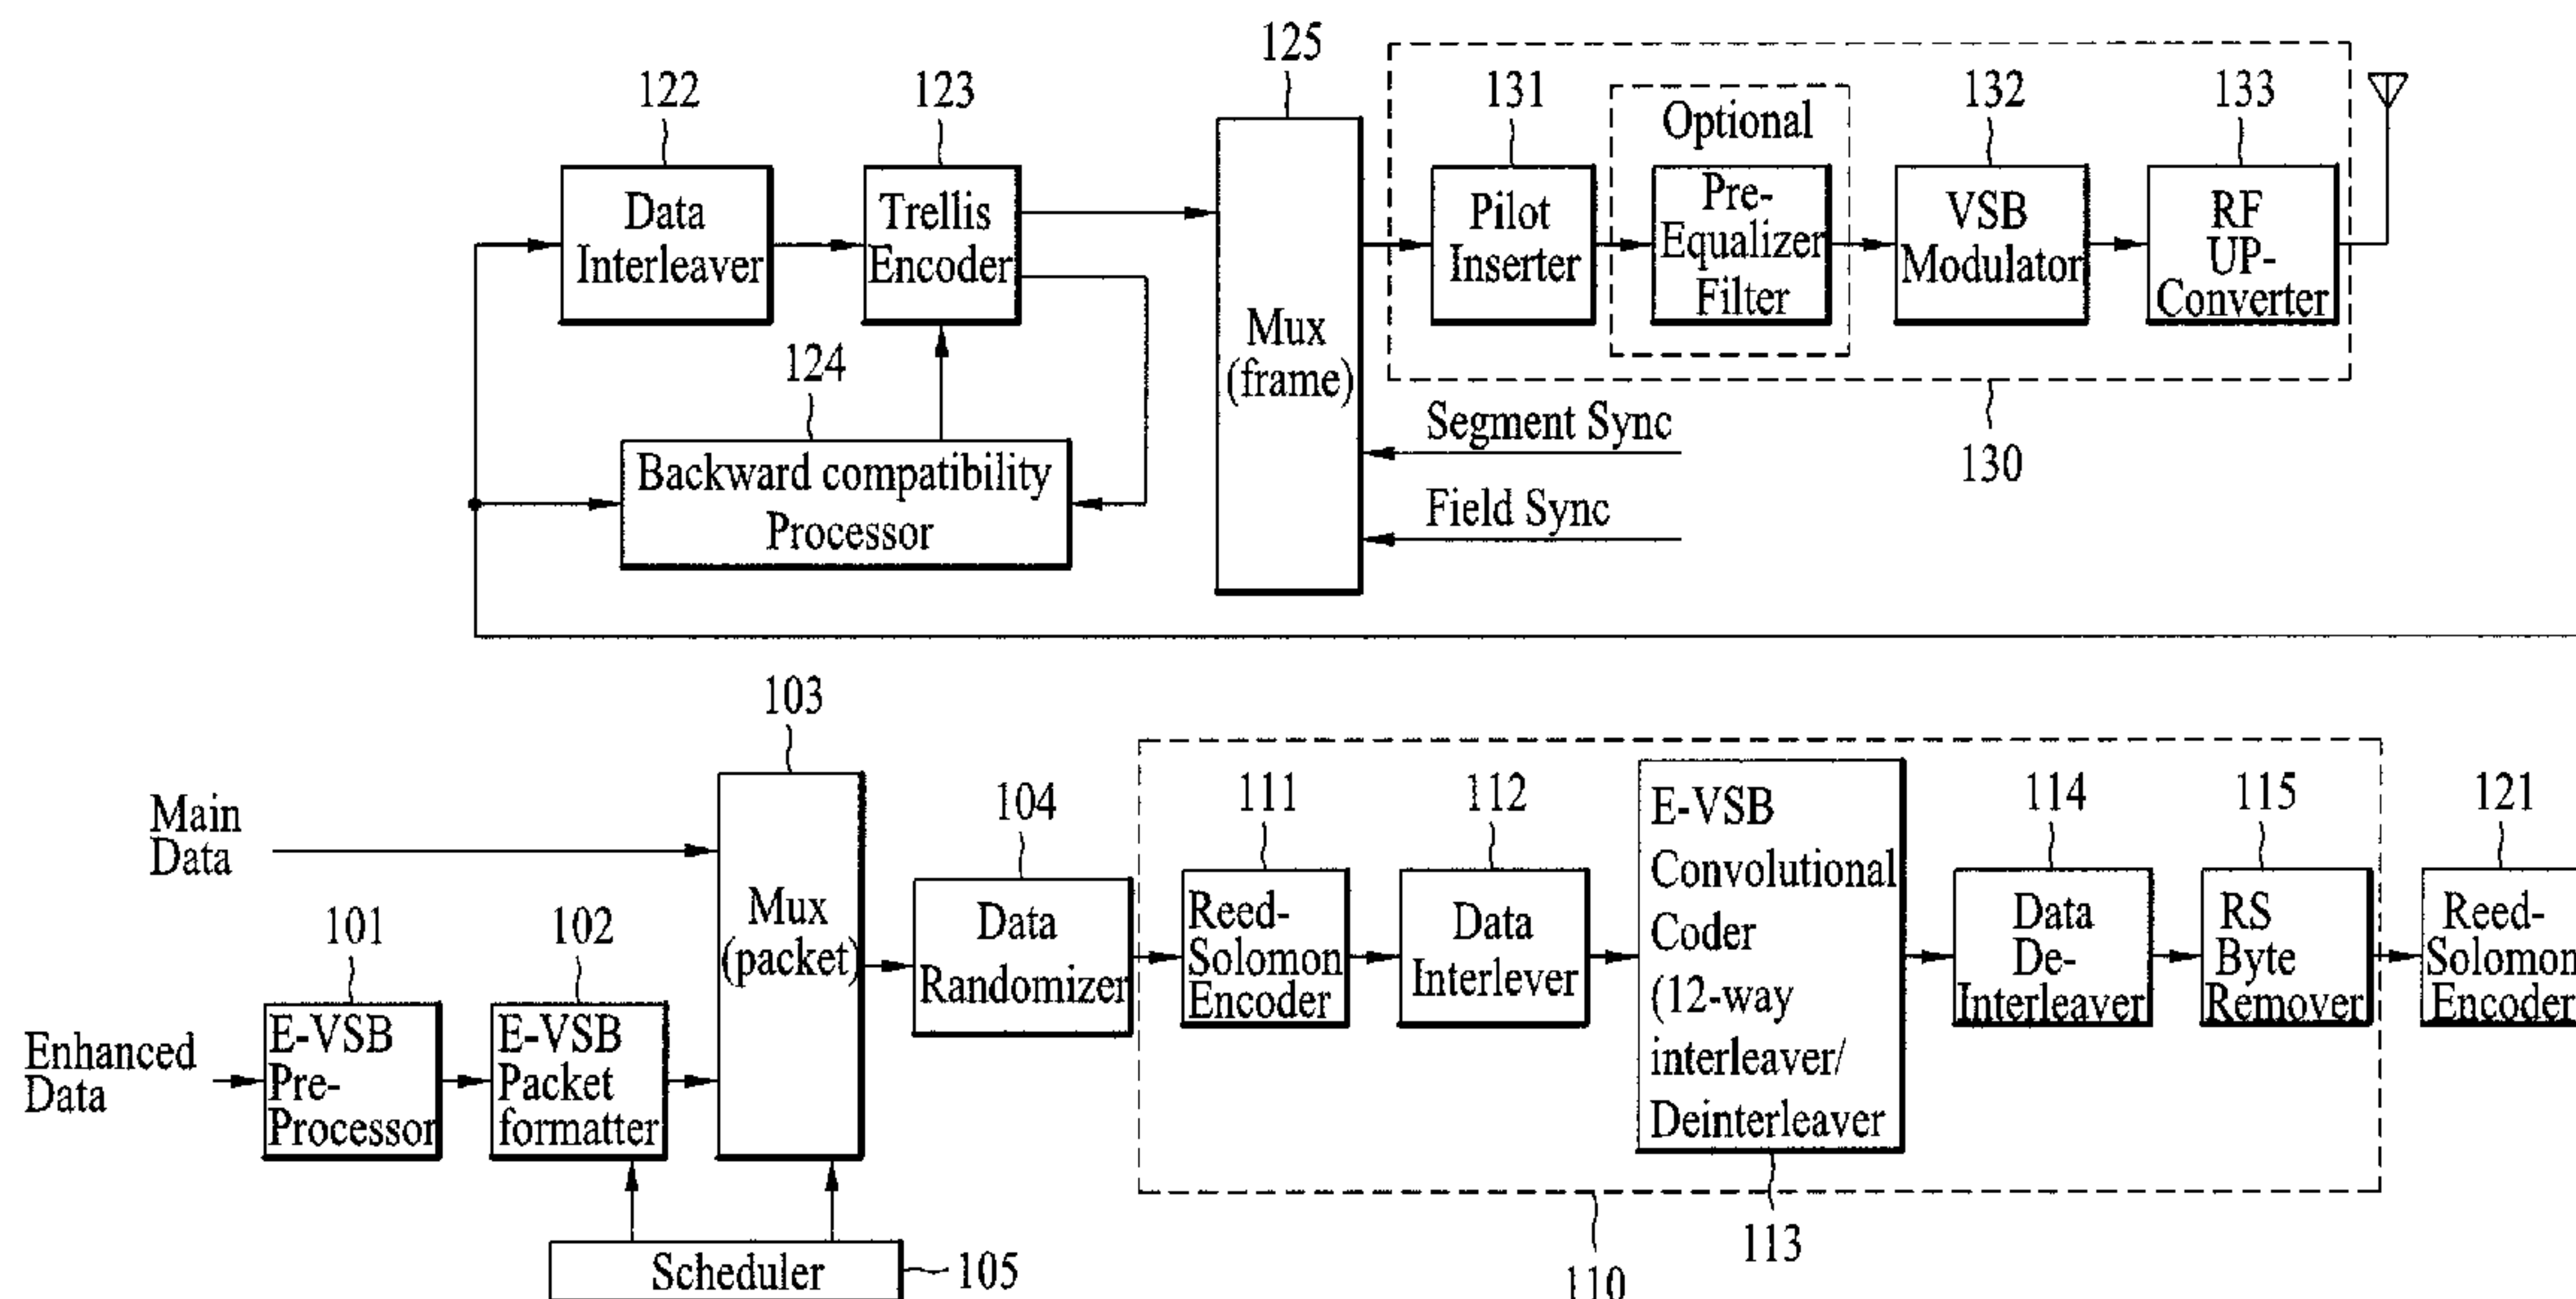 125
122
123
131
Optional
132
133
Data
Interleaver
Trellis
Encoder
Mux
(frame)
Pilot
Inserter
Pre-
Equalizer
Filter
VSB
Modulator
RF
UP-
Converter
124
Backward compatibility
Processor
Segment Sync
Field Sync
130
103
Main
Data
104
111
112
114
115
121
101
102
Enhanced
Data
E-VSB
Pre-
Processor
E-VSB
Packet
formatter
Mux
(packet)
Data
Randomizer
Reed-
Solomon
Encoder
Data
Interlever
E-VSB
Convolutional
Coder
(12-way
interleaver/
Deinterleaver
Data
De-
Interleaver
RS
Byte
Remover
Reed-
Solomon
Encoder
113
Scheduler
105
110